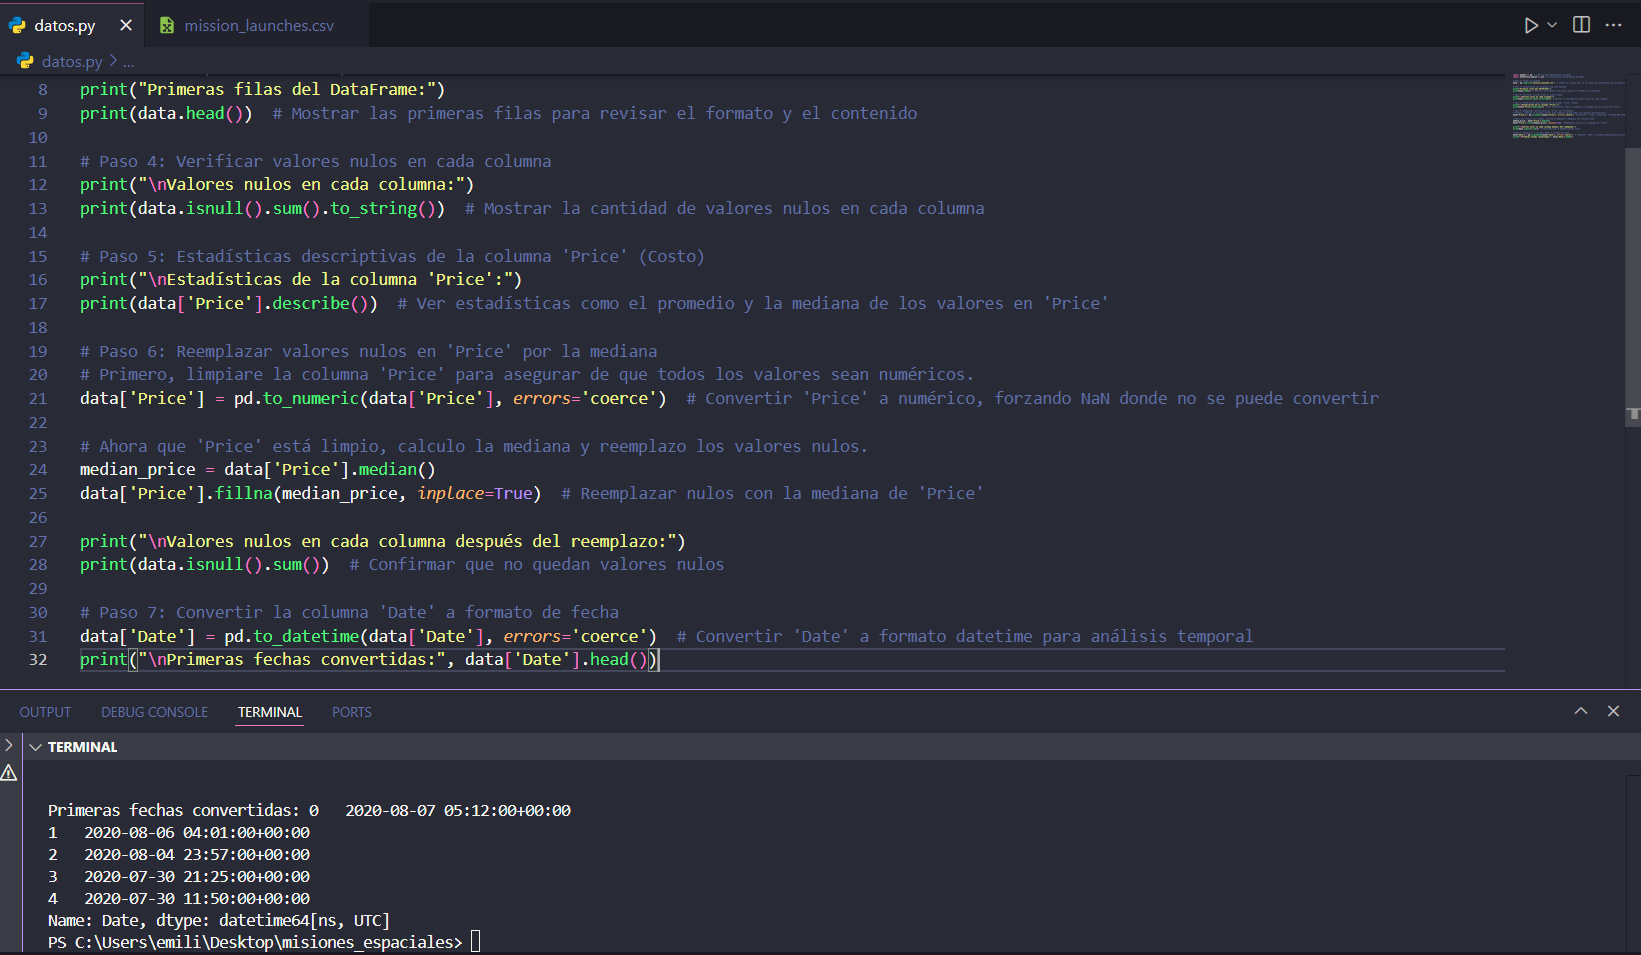 datos.py
mission_launches.csv
datos.py > ...
8 print("Primeras filas del DataFrame:")
9 print(data.head())  # Mostrar las primeras filas para revisar el formato y el contenido
10
11 # Paso 4: Verificar valores nulos en cada columna
12 print("\nValores nulos en cada columna:")
13 print(data.isnull().sum().to_string())  # Mostrar la cantidad de valores nulos en cada columna
14
15 # Paso 5: Estadísticas descriptivas de la columna 'Price' (Costo)
16 print("\nEstadísticas de la columna 'Price':")
17 print(data['Price'].describe())  # Ver estadísticas como el promedio y la mediana de los valores en 'Price'
18
19 # Paso 6: Reemplazar valores nulos en 'Price' por la mediana
20 # Primero, limpiare la columna 'Price' para asegurar de que todos los valores sean numéricos.
21 data['Price'] = pd.to_numeric(data['Price'], errors='coerce')  # Convertir 'Price' a numérico, forzando NaN donde no se puede convertir
22
23 # Ahora que 'Price' está limpio, calculo la mediana y reemplazo los valores nulos.
24 median_price = data['Price'].median()
25 data['Price'].fillna(median_price, inplace=True)  # Reemplazar nulos con la mediana de 'Price'
26
27 print("\nValores nulos en cada columna después del reemplazo:")
28 print(data.isnull().sum())  # Confirmar que no quedan valores nulos
29
30 # Paso 7: Convertir la columna 'Date' a formato de fecha
31 data['Date'] = pd.to_datetime(data['Date'], errors='coerce')  # Convertir 'Date' a formato datetime para análisis temporal
32 print("\nPrimeras fechas convertidas:", data['Date'].head())
OUTPUT DEBUG CONSOLE TERMINAL PORTS
TERMINAL
Primeras fechas convertidas: 0   2020-08-07 05:12:00+00:00
1   2020-08-06 04:01:00+00:00
2   2020-08-04 23:57:00+00:00
3   2020-07-30 21:25:00+00:00
4   2020-07-30 11:50:00+00:00
Name: Date, dtype: datetime64[ns, UTC]
PS C:\Users\emili\Desktop\misiones_espaciales>